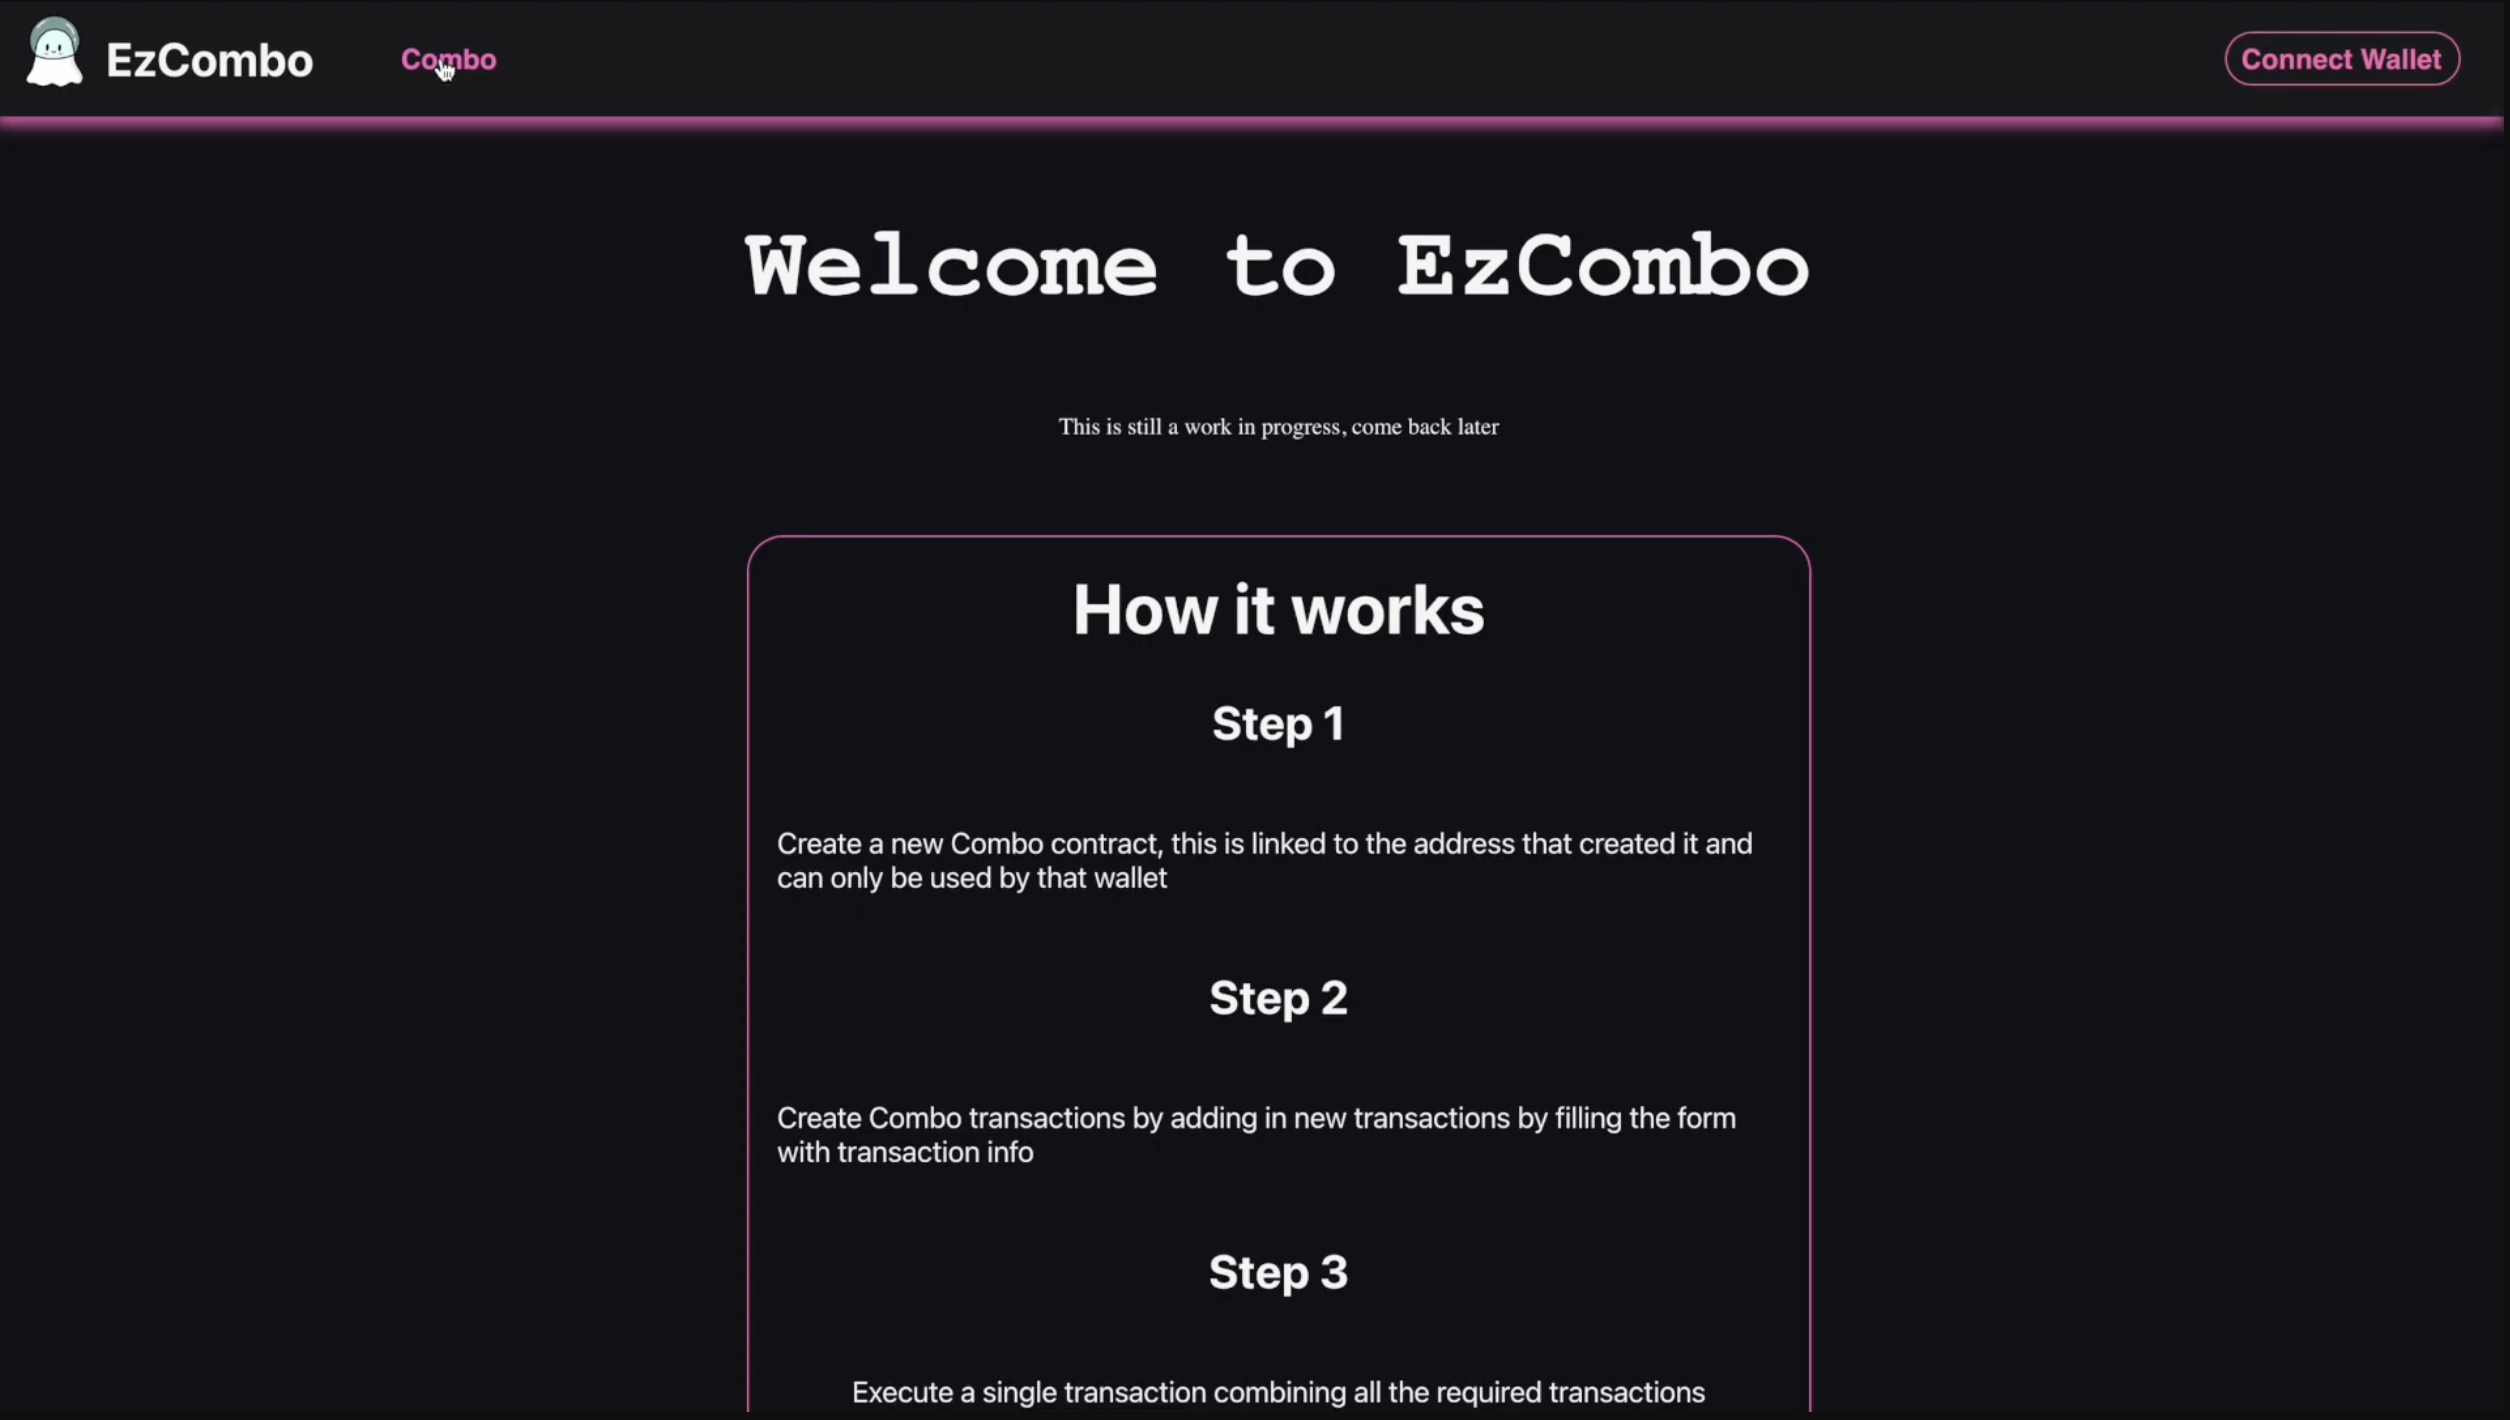 EzCombo
Combo
Connect Wallet
Welcome to EzCombo
This is still a work in progress, come back later
How it works
Step 1
Create a new Combo contract, this is linked to the address that created it and
can only be used by that wallet
Step 2
Create Combo transactions by adding in new transactions by filling the form
with transaction info
Step 3
Execute a single transaction combining all the required transactions